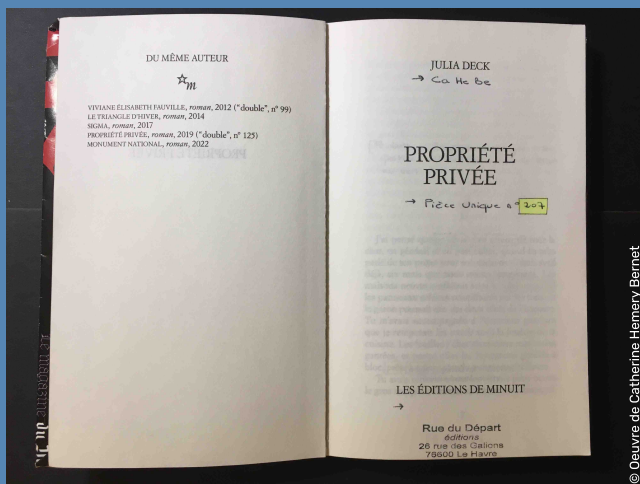 DU MÊME AUTEUR
VIVIANE ÉLISABETH FAUVILLE, roman, 2012 ("double", n° 99)
LE TRIANGLE D'HIVER, roman, 2014
SIGMA, roman, 2017
PROPRIÉTÉ PRIVÉE, roman, 2019 ("double", n° 125)
MONUMENT NATIONAL, roman, 2022
JULIA DECK
→ Ca He Be
PROPRIÉTÉ
PRIVÉE
→ Pièce Unique n° 207
LES ÉDITIONS DE MINUIT
→
Rue du Départ
éditions
26 rue des Galions
76600 Le Havre
© Oeuvre de Catherine Hemery Bernet